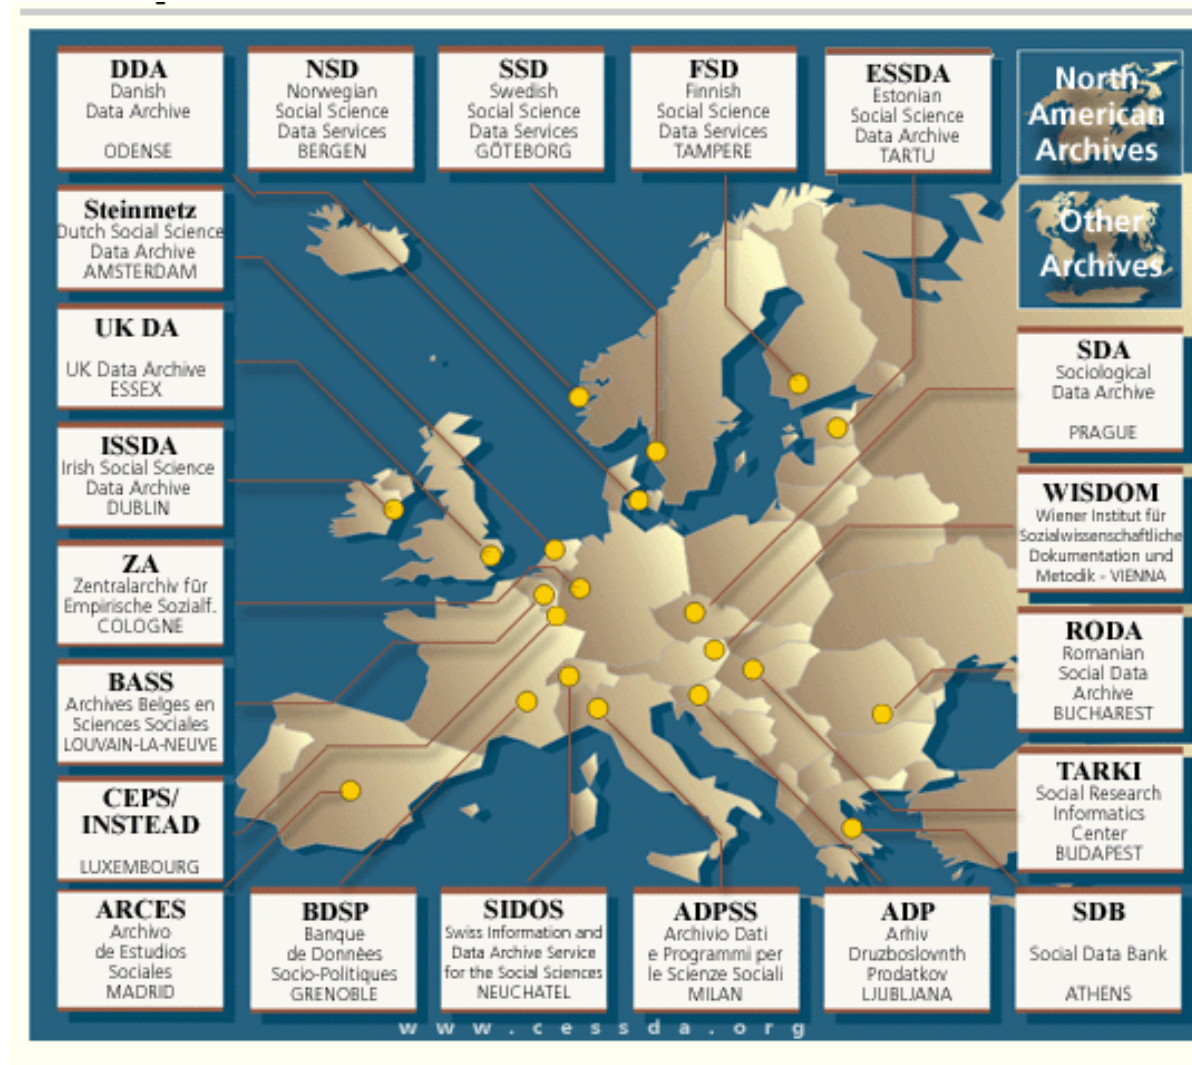 DDA
Danish
Data Archive
ODENSE
NSD
Norwegian
Social Science
Data Services
BERGEN
SSD
Swedish
Social Science
Data Services
GÖTEBORG
FSD
Finnish
Social Science
Data Services
TAMPERE
ESSDA
Estonian
Social Science
Data Archive
TARTU
North
American
Archives
Steinmetz
Dutch Social Science
Data Archive
AMSTERDAM
Other
Archives
UK DA
UK Data Archive
ESSEX
SDA
Sociological
Data Archive
PRAGUE
ISSDA
Irish Social Science
Data Archive
DUBLIN
WISDOM
Wiener Institut für
Sozialwissenschaftliche
Dokumentation und
Metodik - VIENNA
ZA
Zentralarchiv für
Empirische Sozialf.
COLOGNE
RODA
Romanian
Social Data
Archive
BUCHAREST
BASS
Archives Belges en
Sciences Sociales
LOUVAIN-LA-NEUVE
TARKI
Social Research
Informatics
Center
BUDAPEST
CEPS/
INSTEAD
LUXEMBOURG
ARCES
Archivo
de Estudios
Sociales
MADRID
BDSP
Banque
de Donnèes
Socio-Politiques
GRENOBLE
SIDOS
Swiss Information and
Data Archive Service
for the Social Sciences
NEUCHATEL
ADPSS
Archivio Dati
e Programmi per
le Scienze Sociali
MILAN
ADP
Arhiv
Druzboslovnth
Prodatkov
LJUBLJANA
SDB
Social Data Bank
ATHENS
www.cessda.org